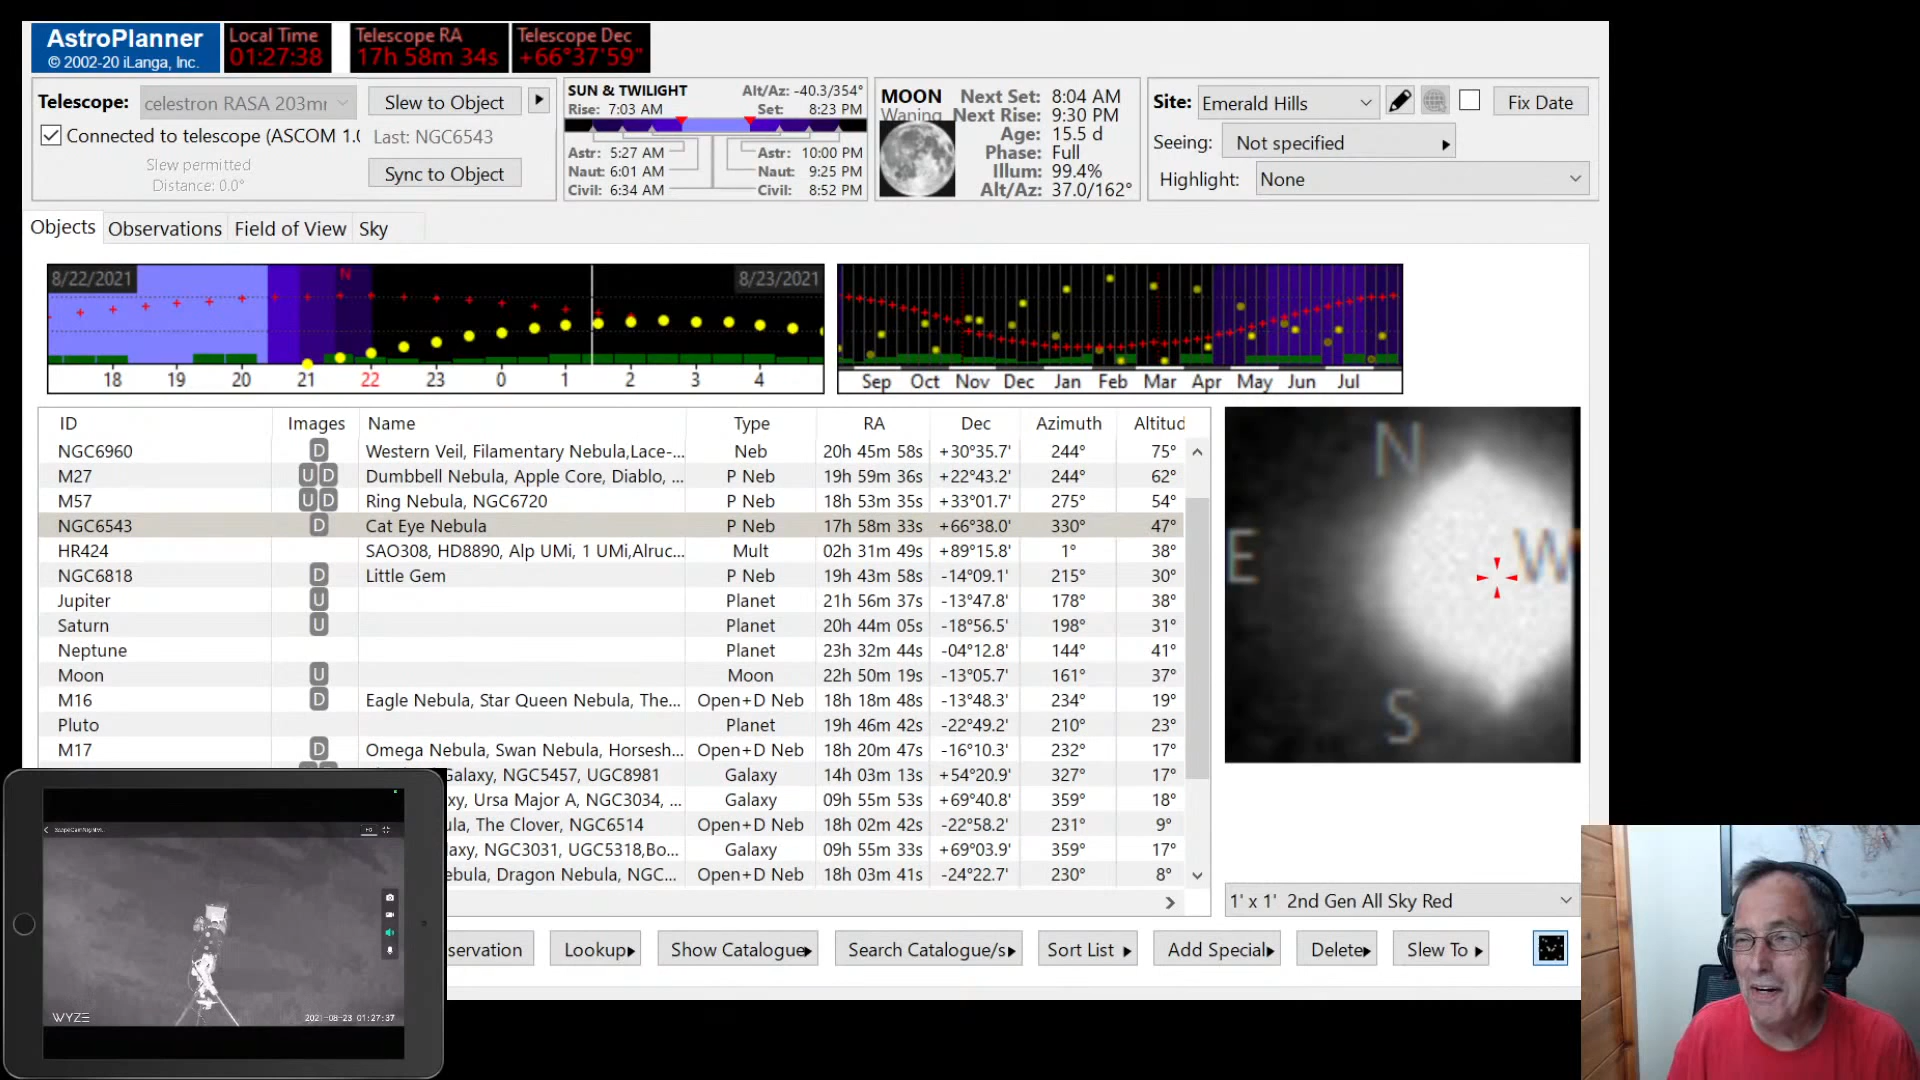 AstroPlanner
© 2002-20 iLanga, Inc.
Local Time
01:27:38
Telescope RA
17h 58m 34s
Telescope Dec
+66°37'59"
Telescope: celestron RASA 203mr
Slew to Object
Connected to telescope (ASCOM 1.0
Last: NGC6543
Slew permitted
Distance: 0.0°
Sync to Object
SUN & TWILIGHT
Alt/Az: -40.3/354°
Rise: 7:03 AM
Set: 8:23 PM
Astr: 5:27 AM
Astr: 10:00 PM
Naut: 6:01 AM
Naut: 9:25 PM
Civil: 6:34 AM
Civil: 8:52 PM
MOON
Waning
Next Set: 8:04 AM
Next Rise: 9:30 PM
Age: 15.5 d
Phase: Full
Illum: 99.4%
Alt/Az: 37.0/162°
Site: Emerald Hills
Fix Date
Seeing: Not specified
Highlight: None
Objects Observations Field of View Sky
8/22/2021 N 8/23/2021
18 19 20 21 22 23 0 1 2 3 4
Sep Oct Nov Dec Jan Feb Mar Apr May Jun Jul
ID Images Name Type RA Dec Azimuth Altitud
NGC6960 D Western Veil, Filamentary Nebula,Lace-... Neb 20h 45m 58s +30°35.7' 244° 75°
M27 U D Dumbbell Nebula, Apple Core, Diablo, ... P Neb 19h 59m 36s +22°43.2' 244° 62°
M57 U D Ring Nebula, NGC6720 P Neb 18h 53m 35s +33°01.7' 275° 54°
NGC6543 D Cat Eye Nebula P Neb 17h 58m 33s +66°38.0' 330° 47°
HR424 SAO308, HD8890, Alp UMi, 1 UMi,Alruc... Mult 02h 31m 49s +89°15.8' 1° 38°
NGC6818 D Little Gem P Neb 19h 43m 58s -14°09.1' 215° 30°
Jupiter U Planet 21h 56m 37s -13°47.8' 178° 38°
Saturn U Planet 20h 44m 05s -18°56.5' 198° 31°
Neptune Planet 23h 32m 44s -04°12.8' 144° 41°
Moon U Moon 22h 50m 19s -13°05.7' 161° 37°
M16 D Eagle Nebula, Star Queen Nebula, The... Open+D Neb 18h 18m 48s -13°48.3' 234° 19°
Pluto Planet 19h 46m 42s -22°49.2' 210° 23°
M17 D Omega Nebula, Swan Nebula, Horsesh... Open+D Neb 18h 20m 47s -16°10.3' 232° 17°
Galaxy, NGC5457, UGC8981 Galaxy 14h 03m 13s +54°20.9' 327° 17°
xy, Ursa Major A, NGC3034, ... Galaxy 09h 55m 53s +69°40.8' 359° 18°
ula, The Clover, NGC6514 Open+D Neb 18h 02m 42s -22°58.2' 231° 9°
axy, NGC3031, UGC5318,Bo... Galaxy 09h 55m 33s +69°03.9' 359° 17°
ebula, Dragon Nebula, NGC... Open+D Neb 18h 03m 41s -24°22.7' 230° 8°
N
E
W
S
1' x 1' 2nd Gen All Sky Red
servation Lookup Show Catalogue Search Catalogue/s Sort List Add Special Delete Slew To
WYZE
2021-08-23 01:27:37